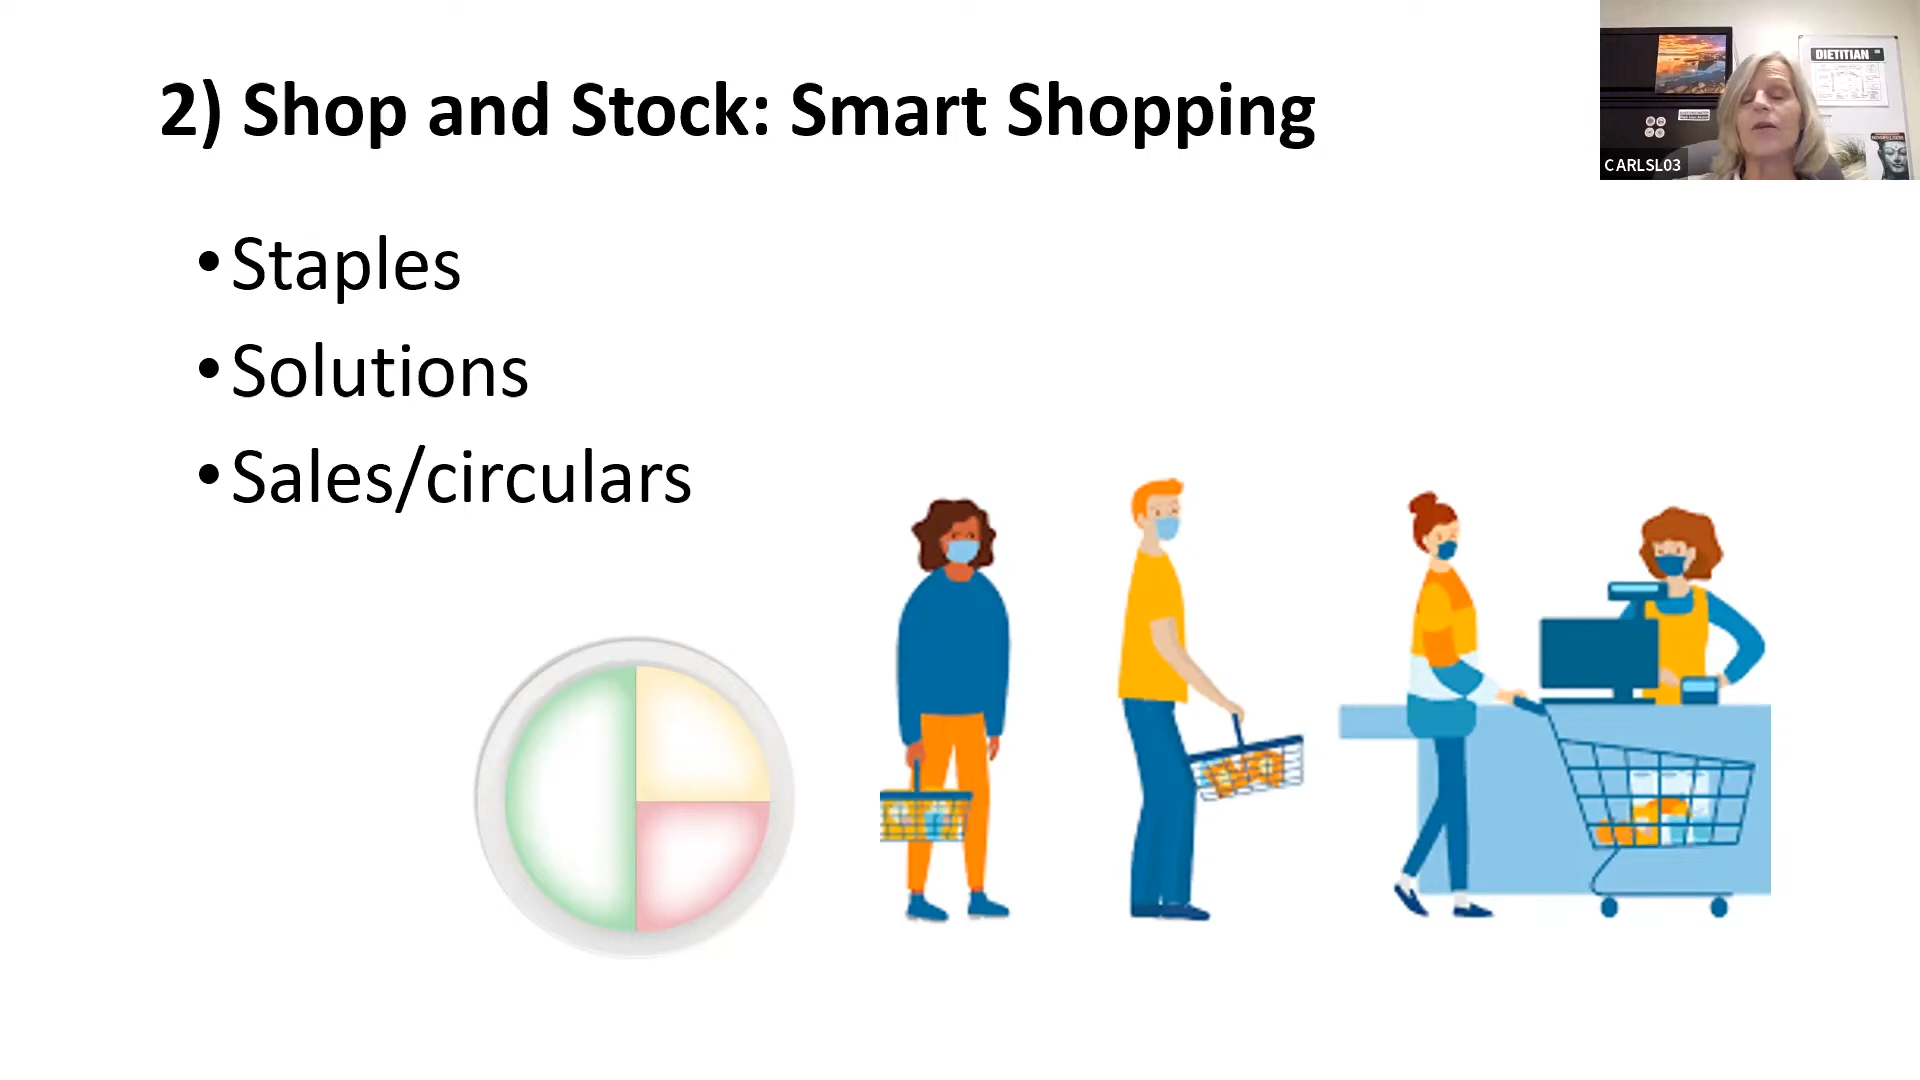 2) Shop and Stock: Smart Shopping
•Staples
•Solutions
•Sales/circulars
DIETITIAN
CARLSL03